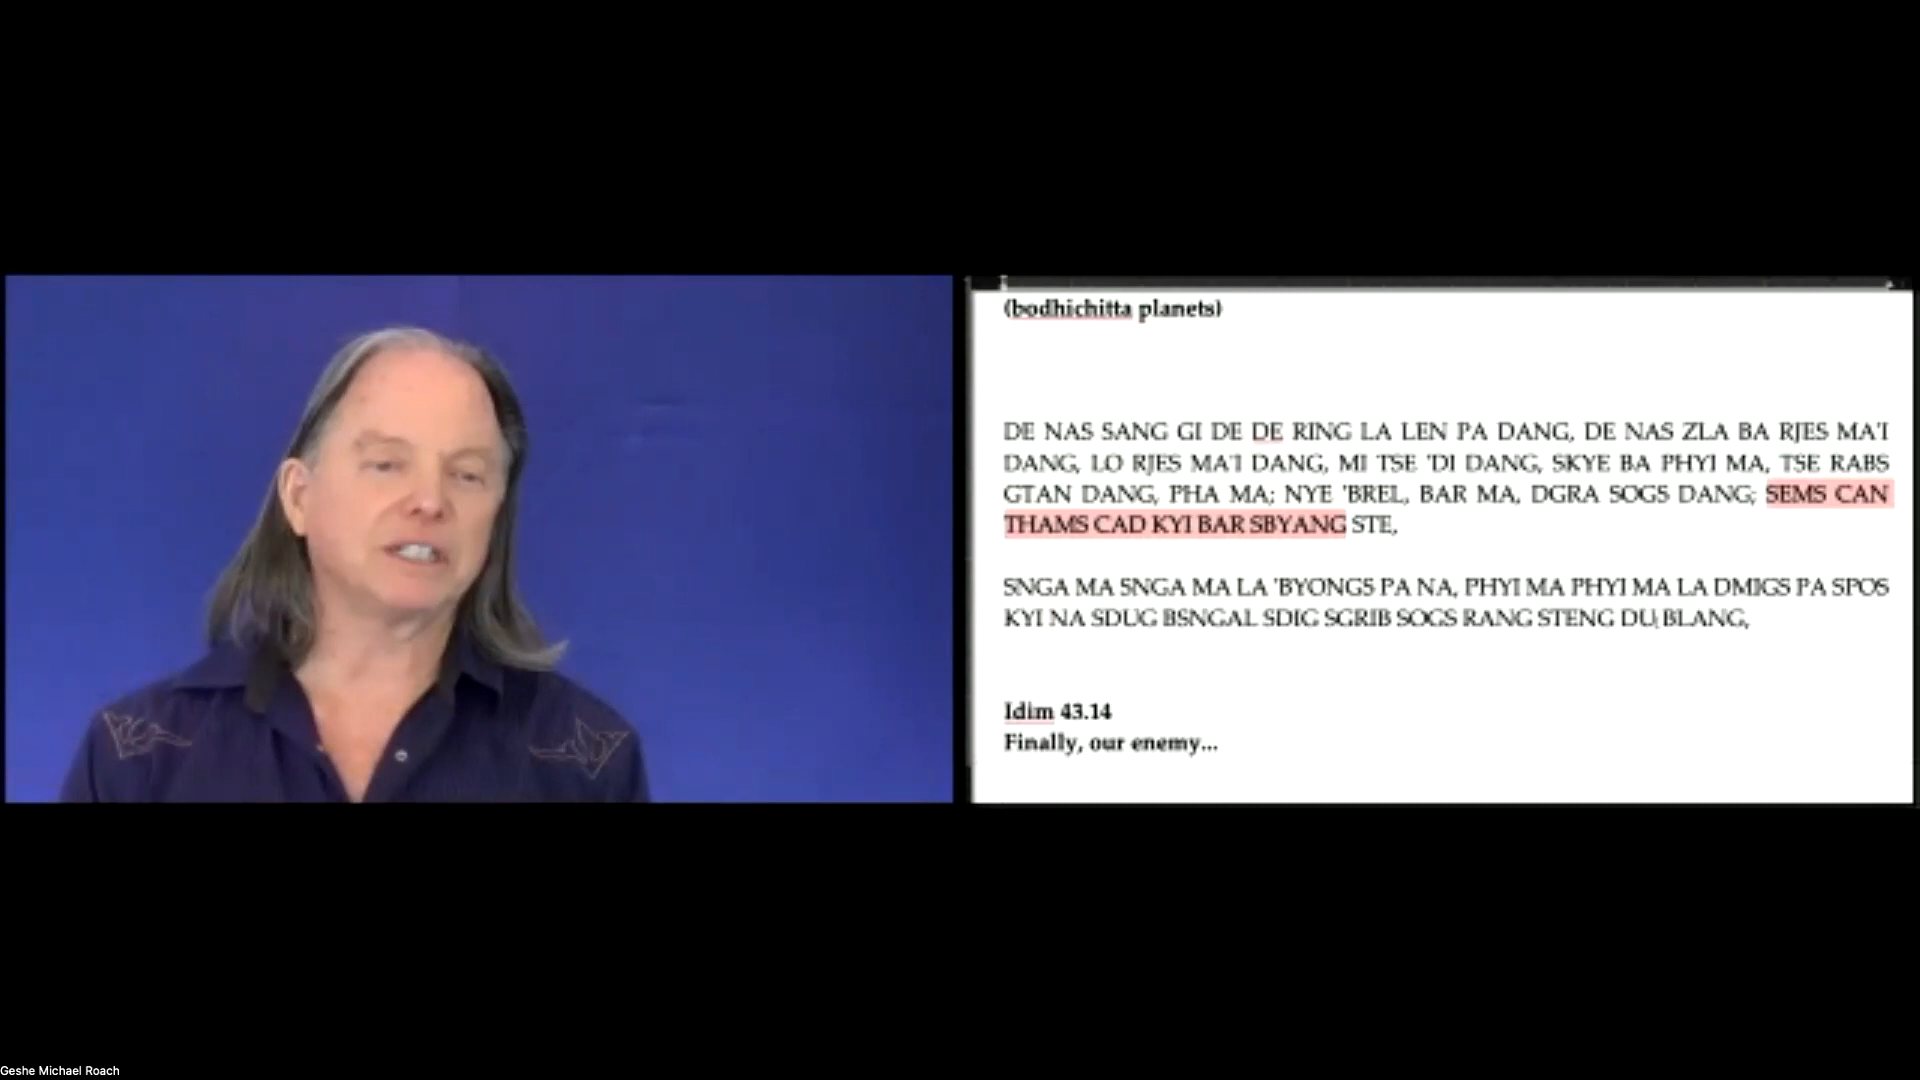 (bodhichitta planets)
DE NAS SANG GI DE DE RING LA LEN PA DANG, DE NAS ZLA BA RJES MA'I
DANG, LO RJES MA'I DANG, MI TSE 'DI DANG, SKYE BA PHYI MA, TSE RABS
GTAN DANG, PHA MA; NYE 'BREL, BAR MA, DGRA SOGS DANG; SEMS CAN
THAMS CAD KYI BAR SBYANG STE,
SNGA MA SNGA MA LA 'BYONGS PA NA, PHYI MA PHYI MA LA DMIGS PA SPOS
KYI NA SDUG BSNGAL SDIG SGRIB SOGS RANG STENG DU BLANG,
Idim 43.14
Finally, our enemy...
Geshe Michael Roach